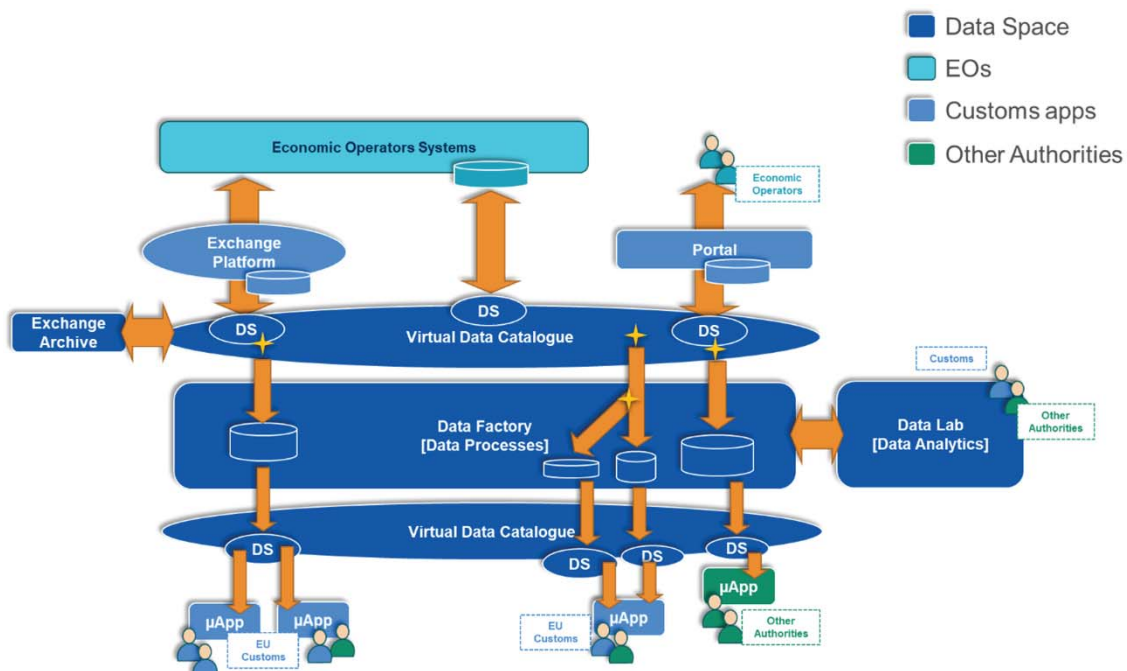 Data Space
EOs
Customs apps
Other Authorities
Economic Operators Systems
Economic
Operators
Exchange
Platform
Portal
Exchange
Archive
DS
DS
DS
Virtual Data Catalogue
Customs
Other
Authorities
Data Factory
[Data Processes]
Data Lab
[Data Analytics]
Virtual Data Catalogue
DS
DS
DS
DS
µApp
µApp
EU
Customs
EU
Customs
µApp
µApp
Other
Authorities